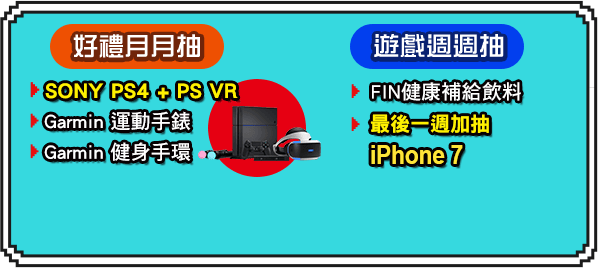 好禮月月抽
SONY PS4 + PS VR
Garmin 運動手錶
Garmin 健身手環
遊戲週週抽
FIN健康補給飲料
最後一週加抽
iPhone 7